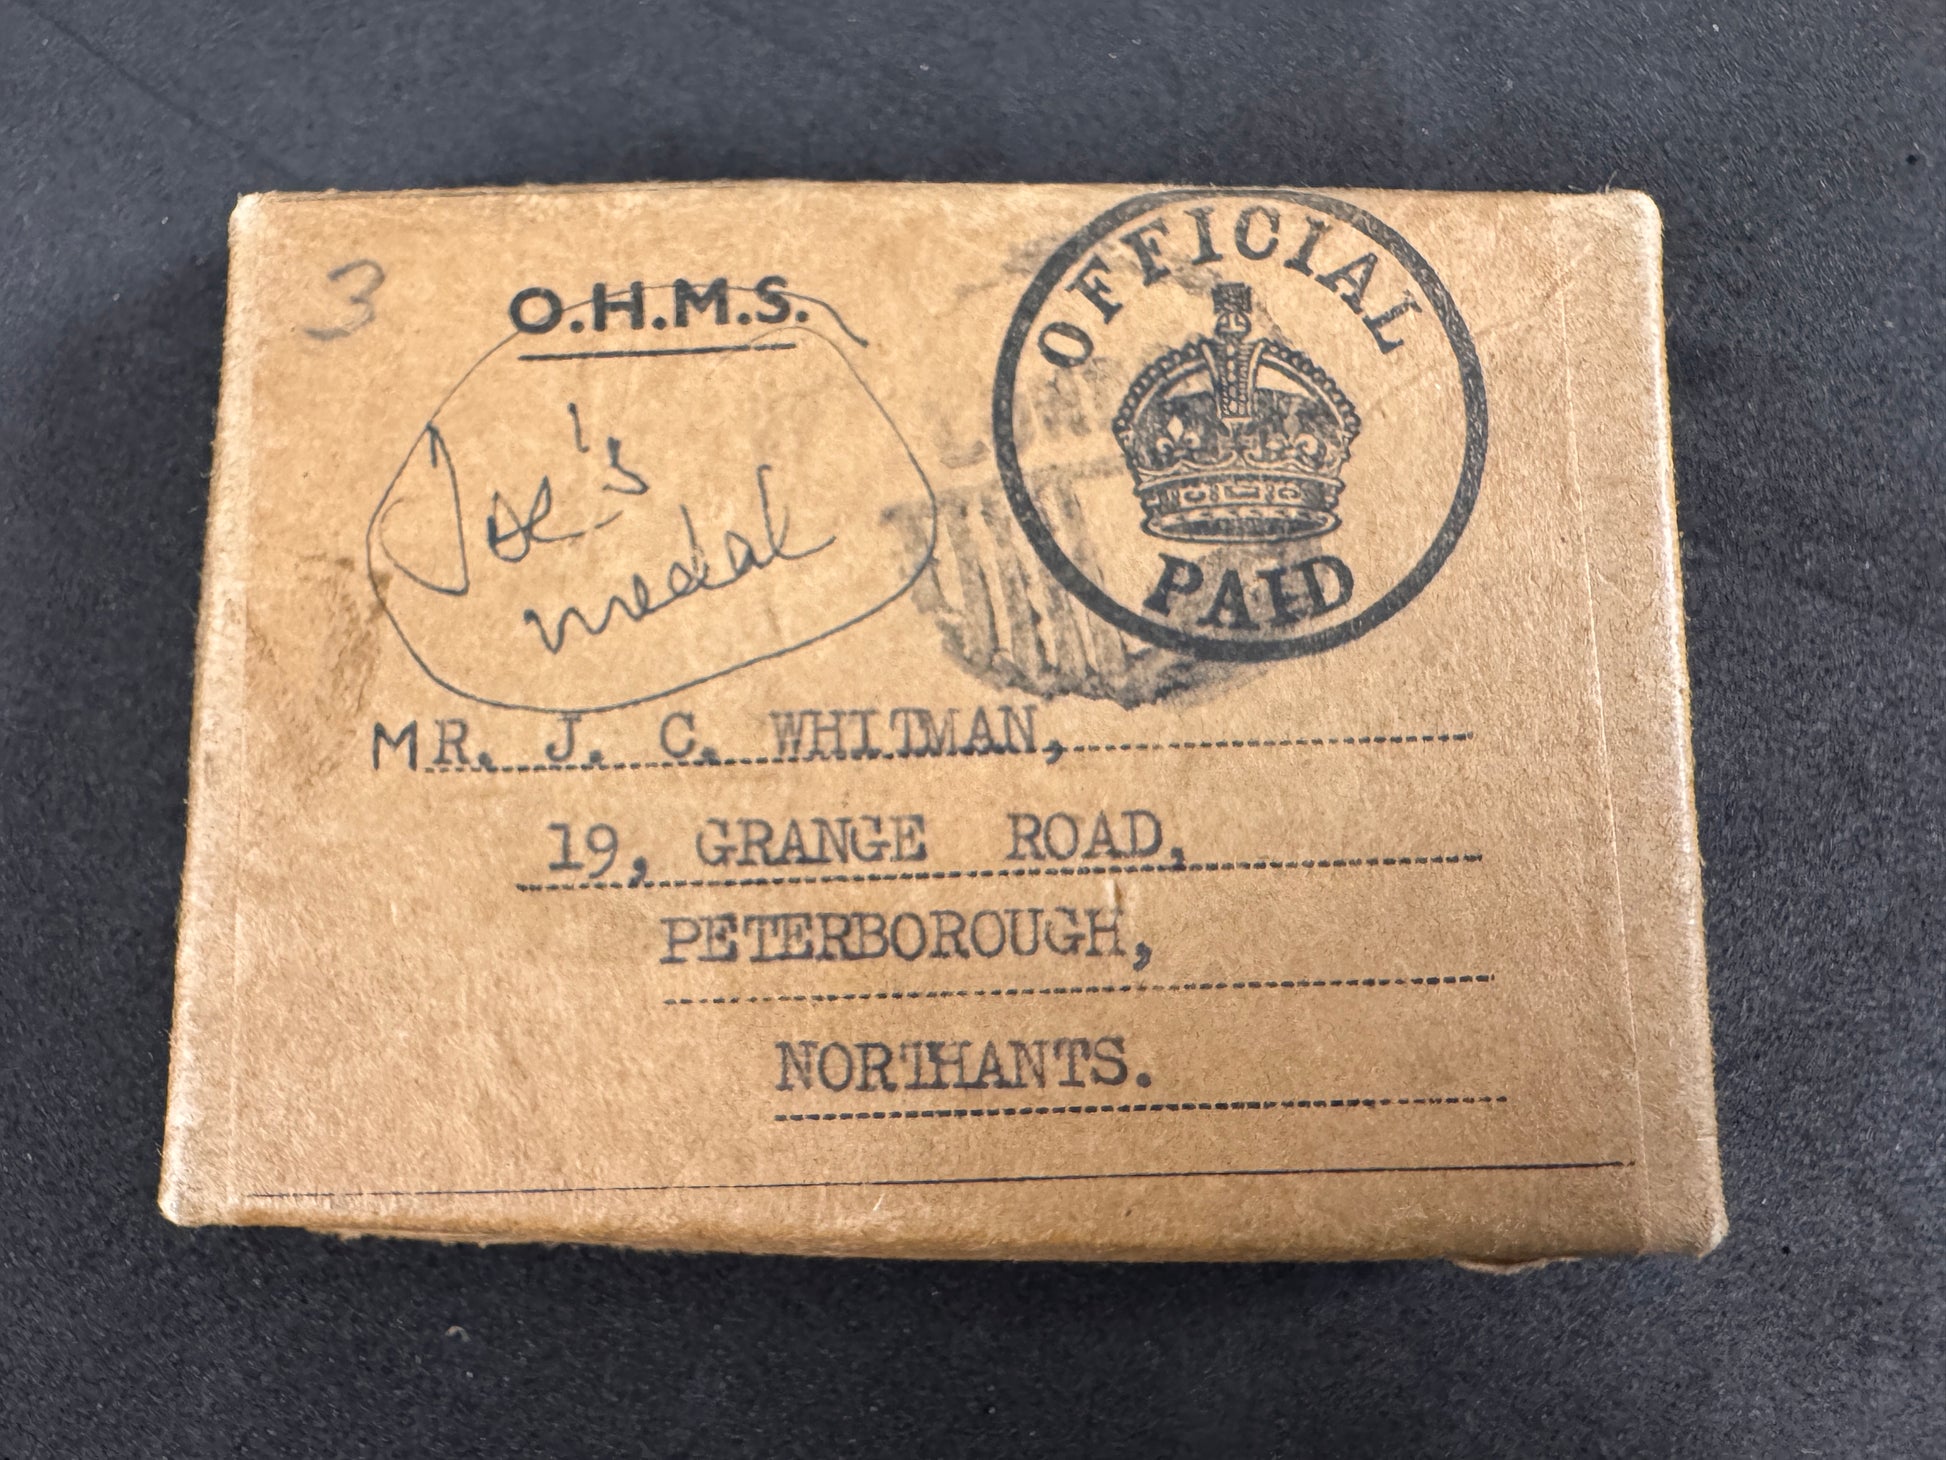 3
O.H.M.S.
OFFICIAL
PAID
Joe's
medal
MR. J. C. WHITMAN,
19, GRANGE ROAD,
PETERBOROUGH,
NORTHANTS.